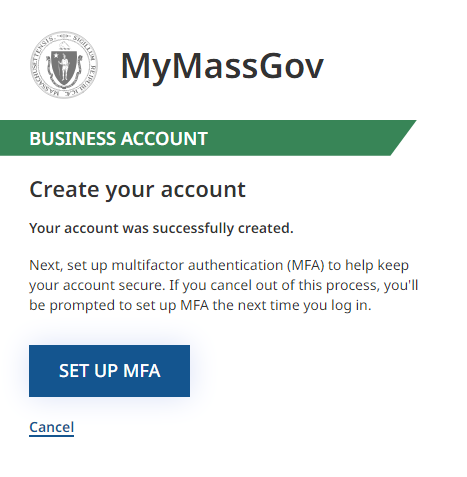 MyMassGov
BUSINESS ACCOUNT
Create your account
Your account was successfully created.
Next, set up multifactor authentication (MFA) to help keep
your account secure. If you cancel out of this process, you'll
be prompted to set up MFA the next time you log in.
SET UP MFA
Cancel